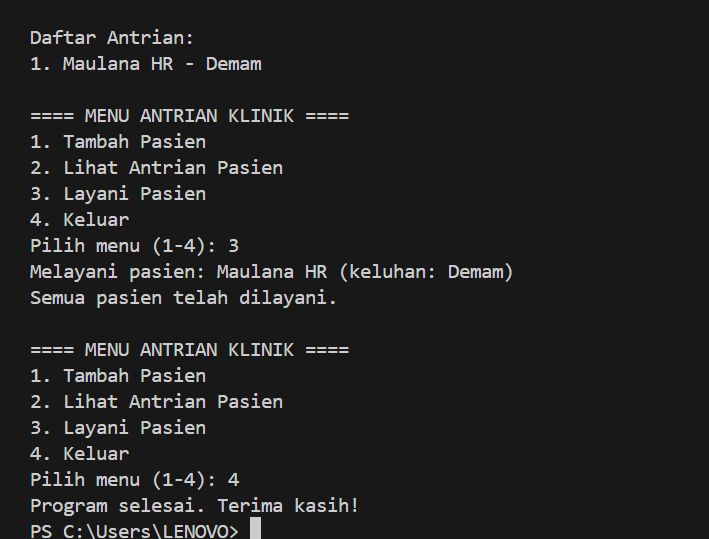 Daftar Antrian:
1. Maulana HR - Demam
==== MENU ANTRIAN KLINIK ====
1. Tambah Pasien
2. Lihat Antrian Pasien
3. Layani Pasien
4. Keluar
Pilih menu (1-4): 3
Melayani pasien: Maulana HR (keluhan: Demam)
Semua pasien telah dilayani.
==== MENU ANTRIAN KLINIK ====
1. Tambah Pasien
2. Lihat Antrian Pasien
3. Layani Pasien
4. Keluar
Pilih menu (1-4): 4
Program selesai. Terima kasih!
PS C:\Users\LENOVO>